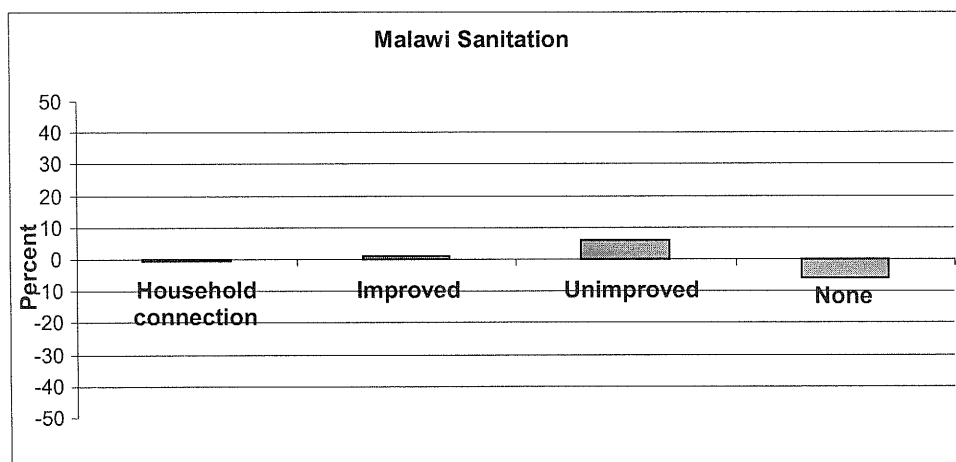 Malawi Sanitation
Percent
50
40
30
20
10
0
-10
-20
-30
-40
-50
Household
connection
Improved
Unimproved
None